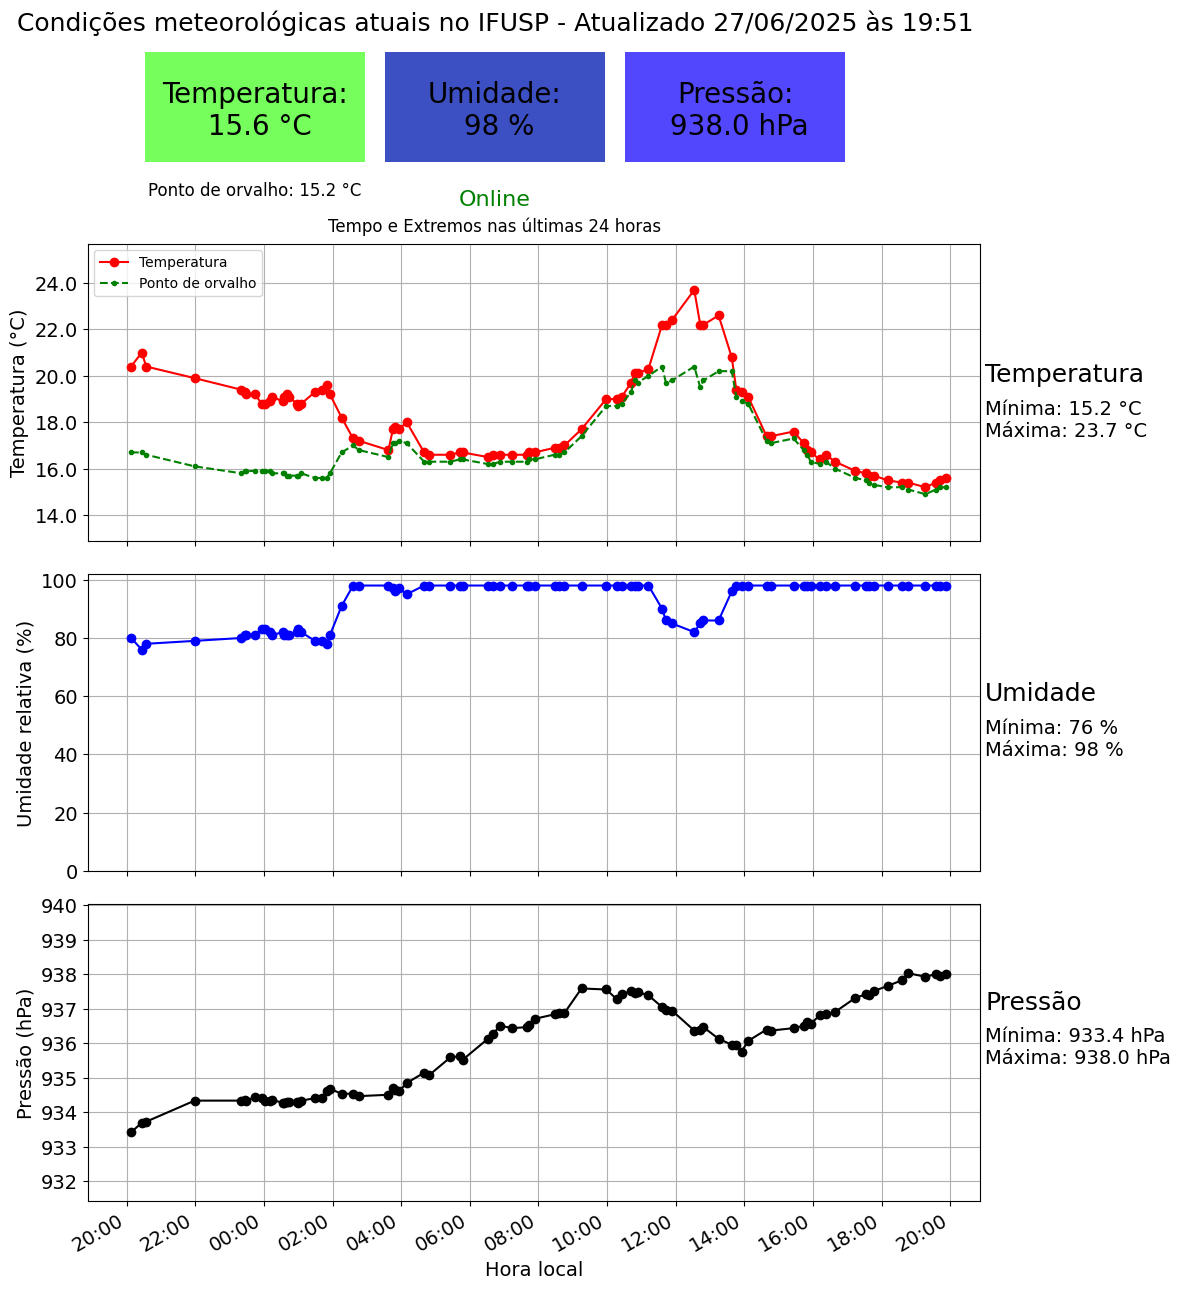 Condições meteorológicas atuais no IFUSP - Atualizado 27/06/2025 às 19:51
Temperatura:
15.6 °C
Umidade:
98 %
Pressão:
938.0 hPa
Ponto de orvalho: 15.2 °C
Online
Tempo e Extremos nas últimas 24 horas
Temperatura
Ponto de orvalho
Temperatura (°C)
24.0
22.0
20.0
18.0
16.0
14.0
Temperatura
Mínima: 15.2 °C
Máxima: 23.7 °C
Umidade relativa (%)
100
80
60
40
20
0
Umidade
Mínima: 76 %
Máxima: 98 %
Pressão (hPa)
940
939
938
937
936
935
934
933
932
Pressão
Mínima: 933.4 hPa
Máxima: 938.0 hPa
20:00 22:00 00:00 02:00 04:00 06:00 08:00 10:00 12:00 14:00 16:00 18:00 20:00
Hora local